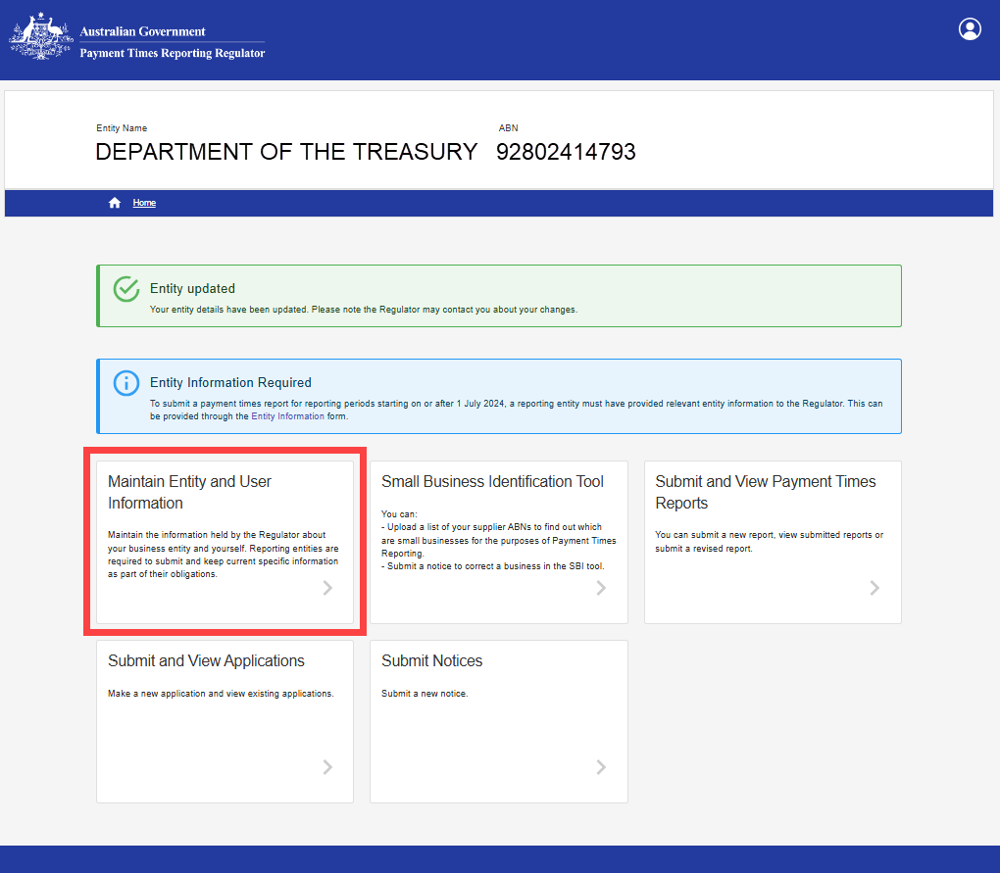 Australian Government
Payment Times Reporting Regulator
Entity Name
ABN
DEPARTMENT OF THE TREASURY
92802414793
Home
Entity updated
Your entity details have been updated. Please note the Regulator may contact you about your changes.
Entity Information Required
To submit a payment times report for reporting periods starting on or after 1 July 2024, a reporting entity must have provided relevant entity information to the Regulator. This can
be provided through the Entity Information form.
Maintain Entity and User
Information
Maintain the information held by the Regulator about
your business entity and yourself. Reporting entities are
required to submit and keep current specific information
as part of their obligations.
Small Business Identification Tool
You can:
- Upload a list of your supplier ABNs to find out which
are small businesses for the purposes of Payment Times
Reporting.
- Submit a notice to correct a business in the SBI tool.
Submit and View Payment Times
Reports
You can submit a new report, view submitted reports or
submit a revised report.
Submit and View Applications
Make a new application and view existing applications.
Submit Notices
Submit a new notice.